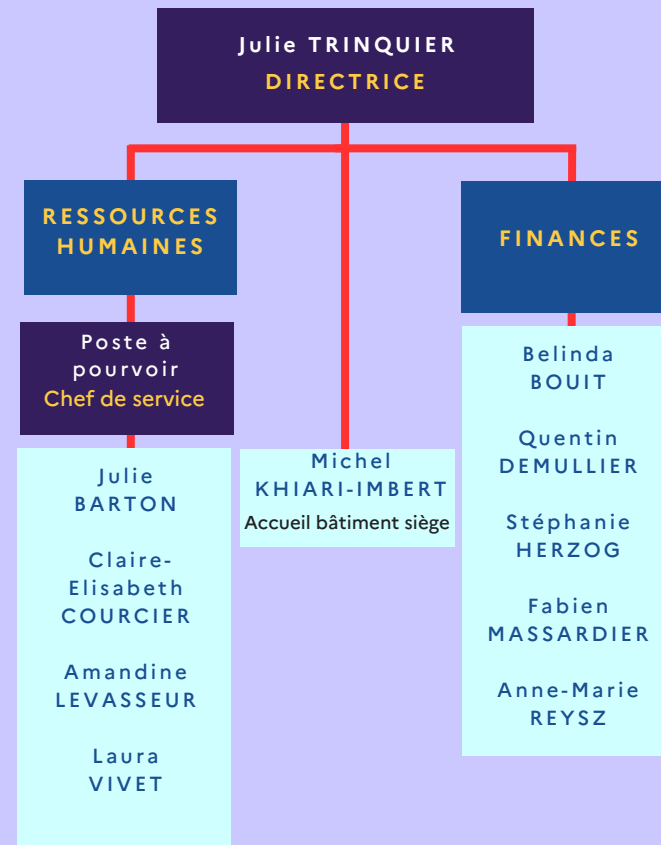 Julie TRINQUIER
DIRECTRICE
RESSOURCES
HUMAINES
Poste à
pourvoir
Chef de service
Julie
BARTON
Claire-
Elisabeth
COURCIER
Amandine
LEVASSEUR
Laura
VIVET
Michel
KHIARI-IMBERT
Accueil bâtiment siège
FINANCES
Belinda
BOUIT
Quentin
DEMULLIER
Stéphanie
HERZOG
Fabien
MASSARDIER
Anne-Marie
REYSZ